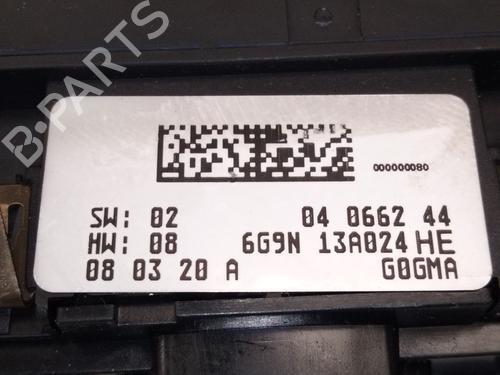 B-PARTS
000000080
SW: 02 04 0662 44
HW: 08 6G9N 13A024 HE
08 03 20 A G0GMA